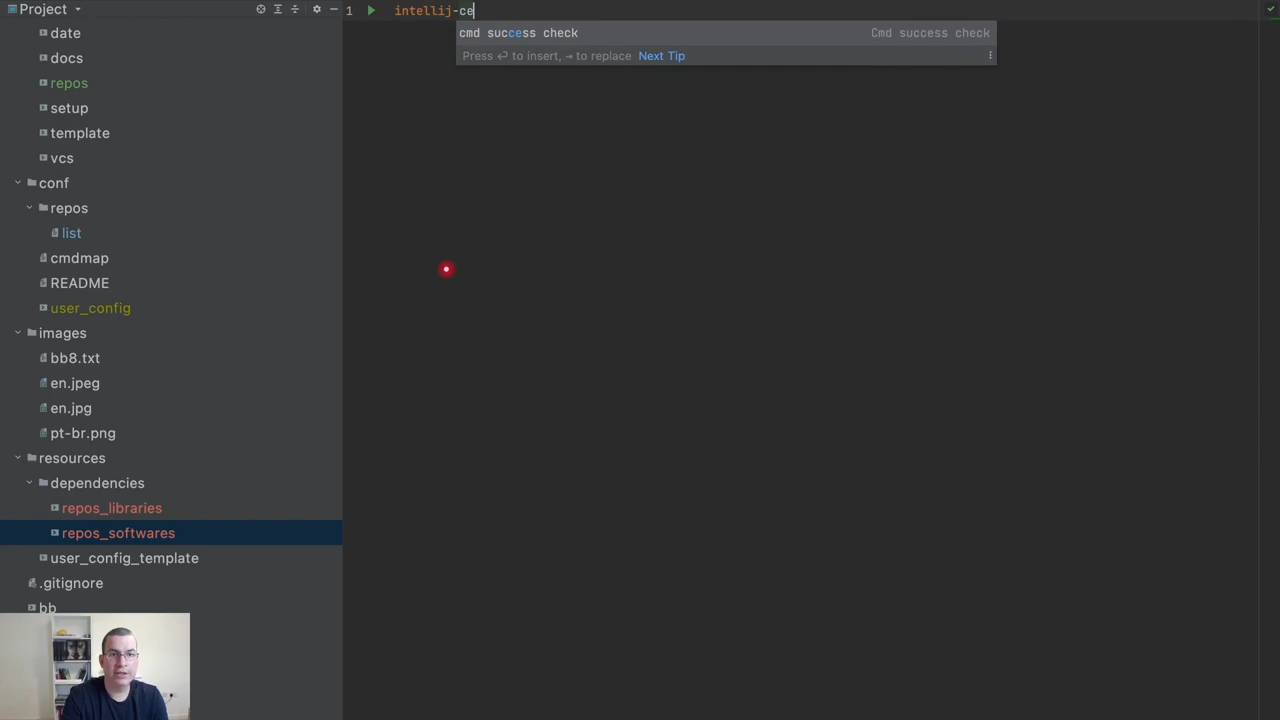 Project
date
docs
repos
setup
template
vcs
conf
repos
list
cmdmap
README
user_config
images
bb8.txt
en.jpeg
en.jpg
pt-br.png
resources
dependencies
repos_libraries
repos_softwares
user_config_template
.gitignore
bb
1 intellij-ce
cmd success check Cmd success check
Press ↩ to insert, ⇥ to replace Next Tip